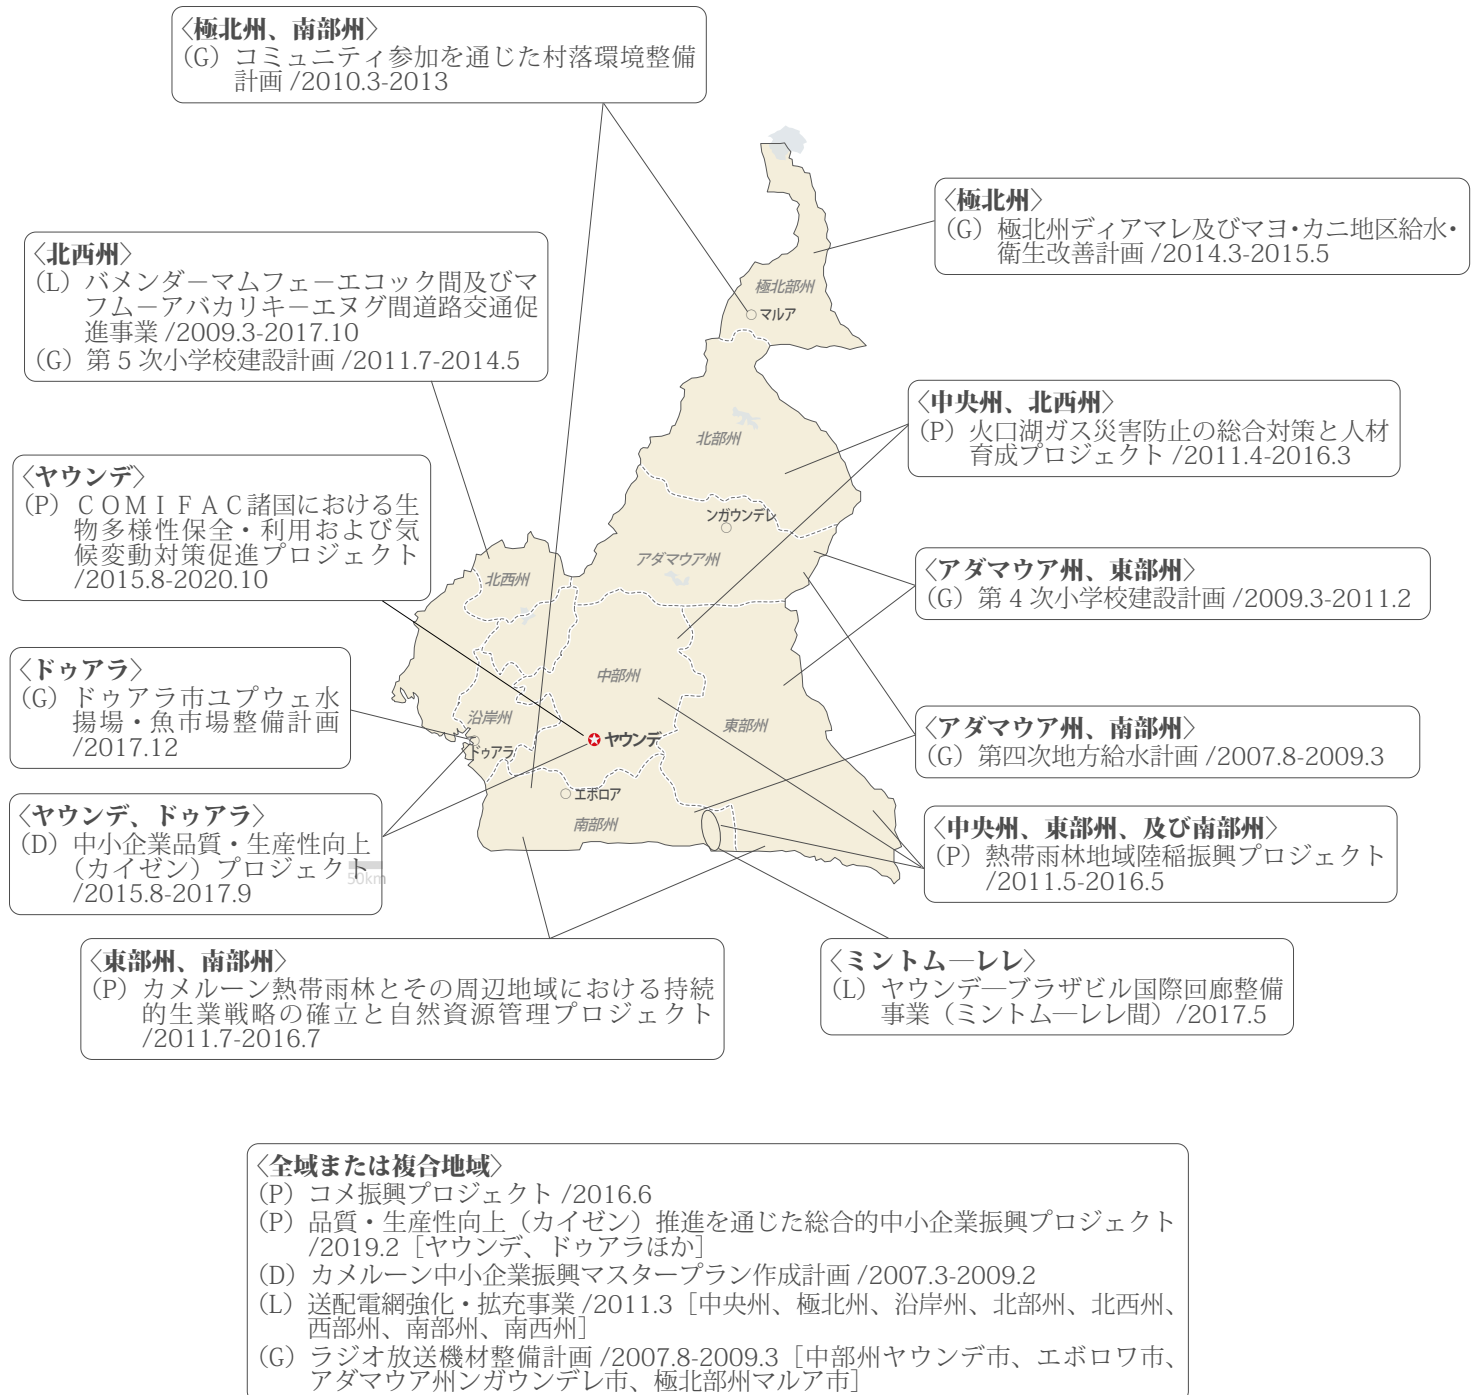 〈極北州、南部州〉
(G) コミュニティ参加を通じた村落環境整備
計画 /2010.3-2013
〈極北州〉
(G) 極北州ディアマレ及びマヨ・カニ地区給水・
衛生改善計画 /2014.3-2015.5
〈北西州〉
(L) バメンダーマムフェーエコック間及びマ
フムーアバカリキーエヌグ間道路交通促
進事業 /2009.3-2017.10
(G) 第5次小学校建設計画 /2011.7-2014.5
極北部州
マルア
〈中央州、北西州〉
(P) 火口湖ガス災害防止の総合対策と人材
育成プロジェクト /2011.4-2016.3
北部州
〈ヤウンデ〉
(P) ＣＯＭＩＦＡＣ諸国における生
物多様性保全・利用および気
候変動対策促進プロジェクト
/2015.8-2020.10
ンガウンデレ
アダマウア州
北西州
〈アダマウア州、東部州〉
(G) 第4次小学校建設計画 /2009.3-2011.2
〈ドゥアラ〉
(G) ドゥアラ市ユプウェ水
揚場・魚市場整備計画
/2017.12
中部州
沿岸州
東部州
ドゥアラ
ヤウンデ
〈アダマウア州、南部州〉
(G) 第四次地方給水計画 /2007.8-2009.3
エボロア
南部州
〈ヤウンデ、ドゥアラ〉
(D) 中小企業品質・生産性向上
（カイゼン）プロジェクト
/2015.8-2017.9
50km
〈中央州、東部州、及び南部州〉
(P) 熱帯雨林地域陸稲振興プロジェクト
/2011.5-2016.5
〈東部州、南部州〉
(P) カメルーン熱帯雨林とその周辺地域における持続
的生業戦略の確立と自然資源管理プロジェクト
/2011.7-2016.7
〈ミントム―レレ〉
(L) ヤウンデ―ブラザビル国際回廊整備
事業（ミントム―レレ間）/2017.5
〈全域または複合地域〉
(P) コメ振興プロジェクト /2016.6
(P) 品質・生産性向上（カイゼン）推進を通じた総合的中小企業振興プロジェクト
/2019.2［ヤウンデ、ドゥアラほか］
(D) カメルーン中小企業振興マスタープラン作成計画 /2007.3-2009.2
(L) 送配電網強化・拡充事業 /2011.3［中央州、極北州、沿岸州、北部州、北西州、
西部州、南部州、南西州］
(G) ラジオ放送機材整備計画 /2007.8-2009.3［中部州ヤウンデ市、エボロワ市、
アダマウア州ンガウンデレ市、極北部州マルア市］